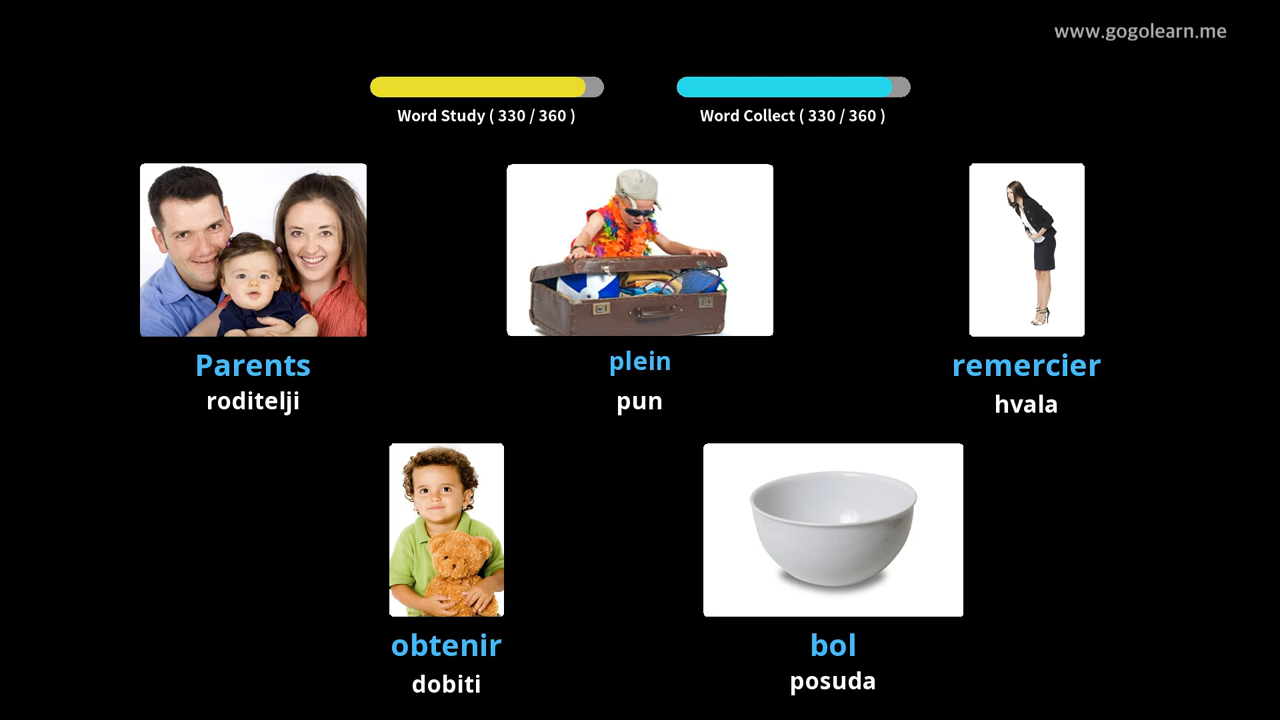 www.gogolearn.me
Word Study ( 330 / 360 )
Word Collect ( 330 / 360 )
Parents
roditelji
plein
pun
remercier
hvala
obtenir
dobiti
bol
posuda